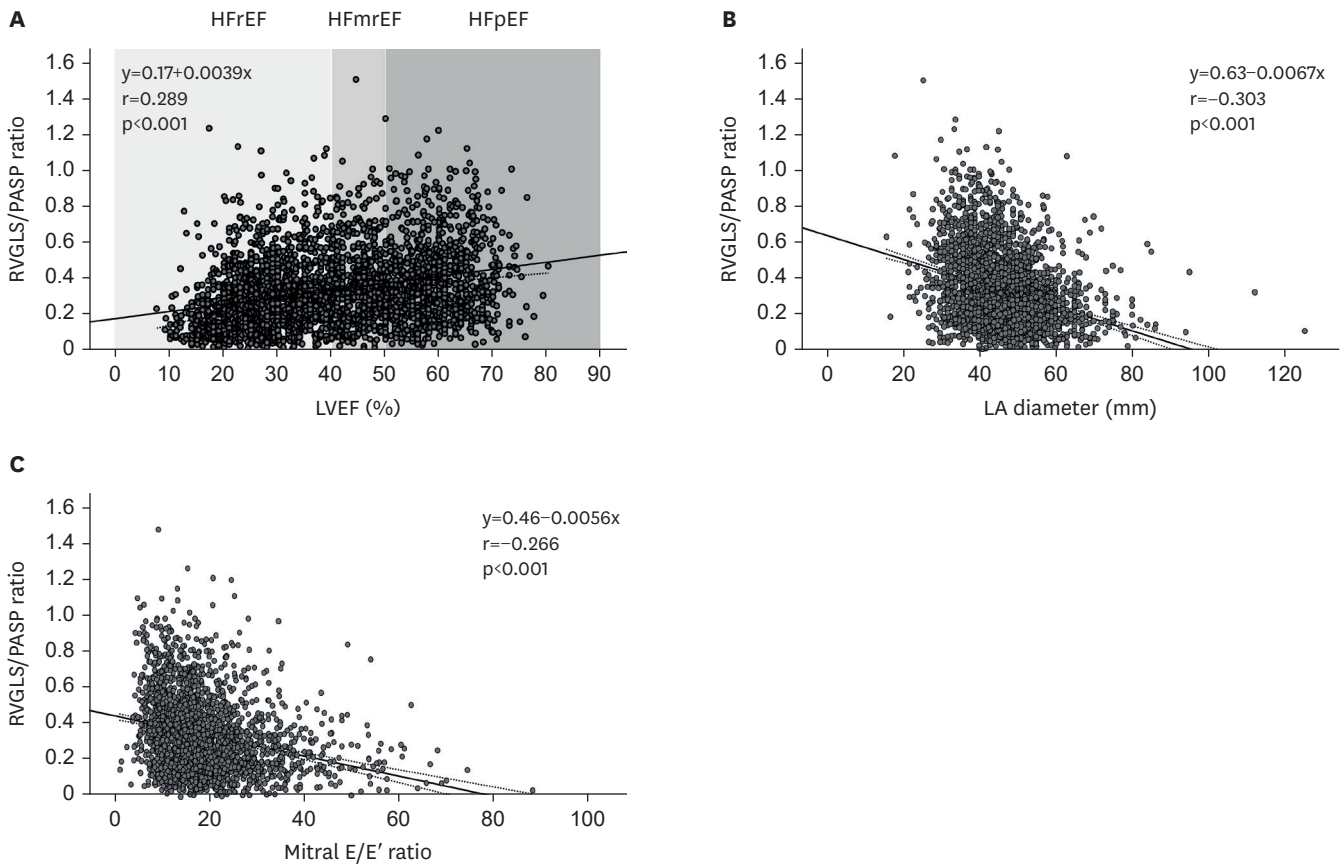 A
HFrEF HFmrEF HFpEF
y=0.17+0.0039x
r=0.289
p<0.001
RVGLS/PASP ratio
1.6
1.4
1.2
1.0
0.8
0.6
0.4
0.2
0
0 10 20 30 40 50 60 70 80 90
LVEF (%)
B
y=0.63−0.0067x
r=−0.303
p<0.001
RVGLS/PASP ratio
1.6
1.4
1.2
1.0
0.8
0.6
0.4
0.2
0
0 20 40 60 80 100 120
LA diameter (mm)
C
y=0.46−0.0056x
r=−0.266
p<0.001
RVGLS/PASP ratio
1.6
1.4
1.2
1.0
0.8
0.6
0.4
0.2
0
0 20 40 60 80 100
Mitral E/E′ ratio